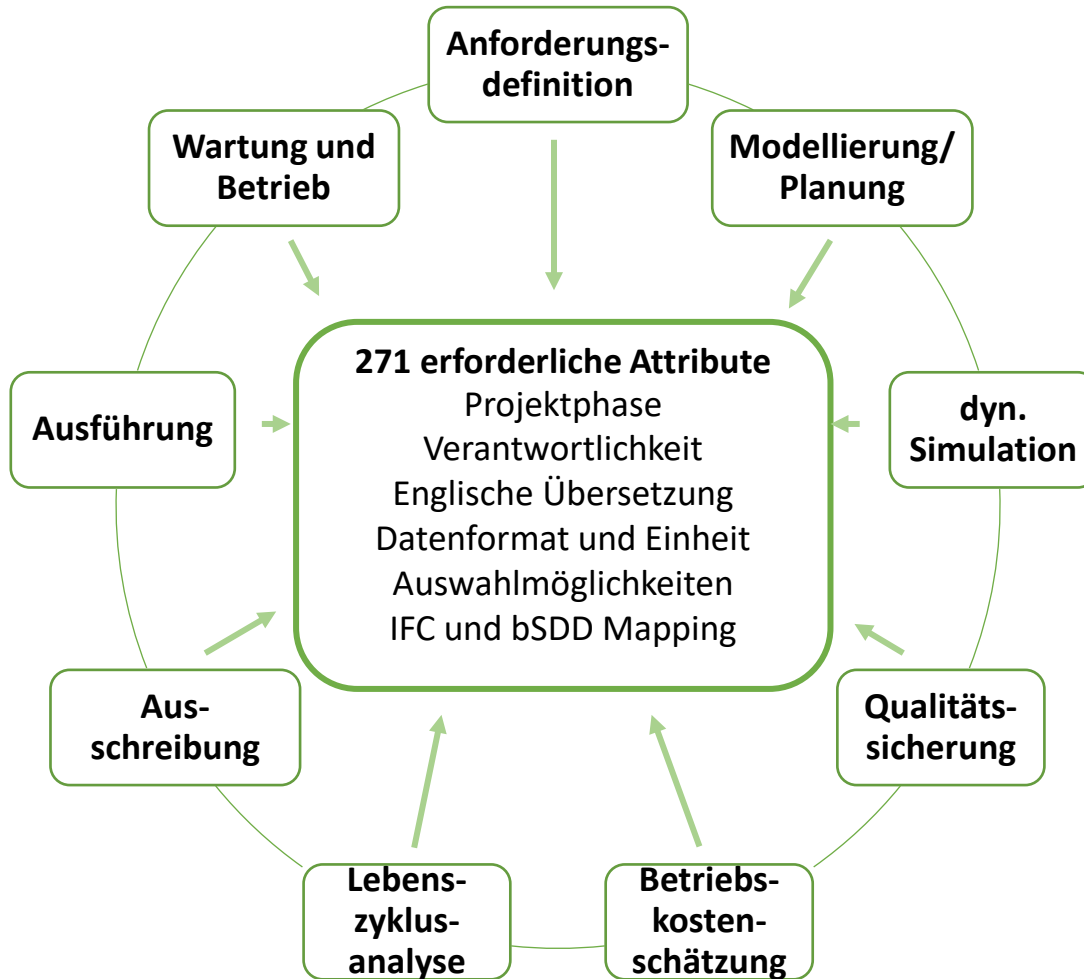 Anforderungs-
definition
Modellierung/
Planung
dyn.
Simulation
Qualitäts-
sicherung
Betriebs-
kosten-
schätzung
Lebens-
zyklus-
analyse
Aus-
schreibung
Ausführung
Wartung und
Betrieb
271 erforderliche Attribute
Projektphase
Verantwortlichkeit
Englische Übersetzung
Datenformat und Einheit
Auswahlmöglichkeiten
IFC und bSDD Mapping